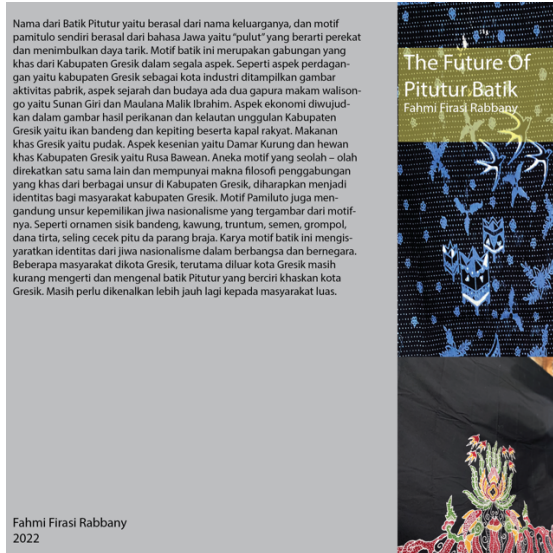 Nama dari Batik Pitutur yaitu berasal dari nama keluarganya, dan motif
pamitulo sendiri berasal dari bahasa Jawa yaitu “pulut” yang berarti perekat
dan menimbulkan daya tarik. Motif batik ini merupakan gabungan yang
khas dari Kabupaten Gresik dalam segala aspek. Seperti aspek perdagan-
gan yaitu kabupaten Gresik sebagai kota industri ditampilkan gambar
aktivitas pabrik, aspek sejarah dan budaya ada dua gapura makam walison-
go yaitu Sunan Giri dan Maulana Malik Ibrahim. Aspek ekonomi diwujud-
kan dalam gambar hasil perikanan dan kelautan unggulan Kabupaten
Gresik yaitu ikan bandeng dan kepiting beserta kapal rakyat. Makanan
khas Gresik yaitu pudak. Aspek kesenian yaitu Damar Kurung dan hewan
khas Kabupaten Gresik yaitu Rusa Bawean. Aneka motif yang seolah – olah
direkatkan satu sama lain dan mempunyai makna filosofi penggabungan
yang khas dari berbagai unsur di Kabupaten Gresik, diharapkan menjadi
identitas bagi masyarakat kabupaten Gresik. Motif Pamiluto juga men-
gandung unsur kepemilikan jiwa nasionalisme yang tergambar dari motif-
nya. Seperti ornamen sisik bandeng, kawung, truntum, semen, grompol,
dana tirta, seling cecek pitu da parang braja. Karya motif batik ini mengis-
yaratkan identitas dari jiwa nasionalisme dalam berbangsa dan bernegara.
Beberapa masyarakat dikota Gresik, terutama diluar kota Gresik masih
kurang mengerti dan mengenal batik Pitutur yang berciri khaskan kota
Gresik. Masih perlu dikenalkan lebih jauh lagi kepada masyarakat luas.
Fahmi Firasi Rabbany
2022
The Future Of
Pitutur Batik
Fahmi Firasi Rabbany